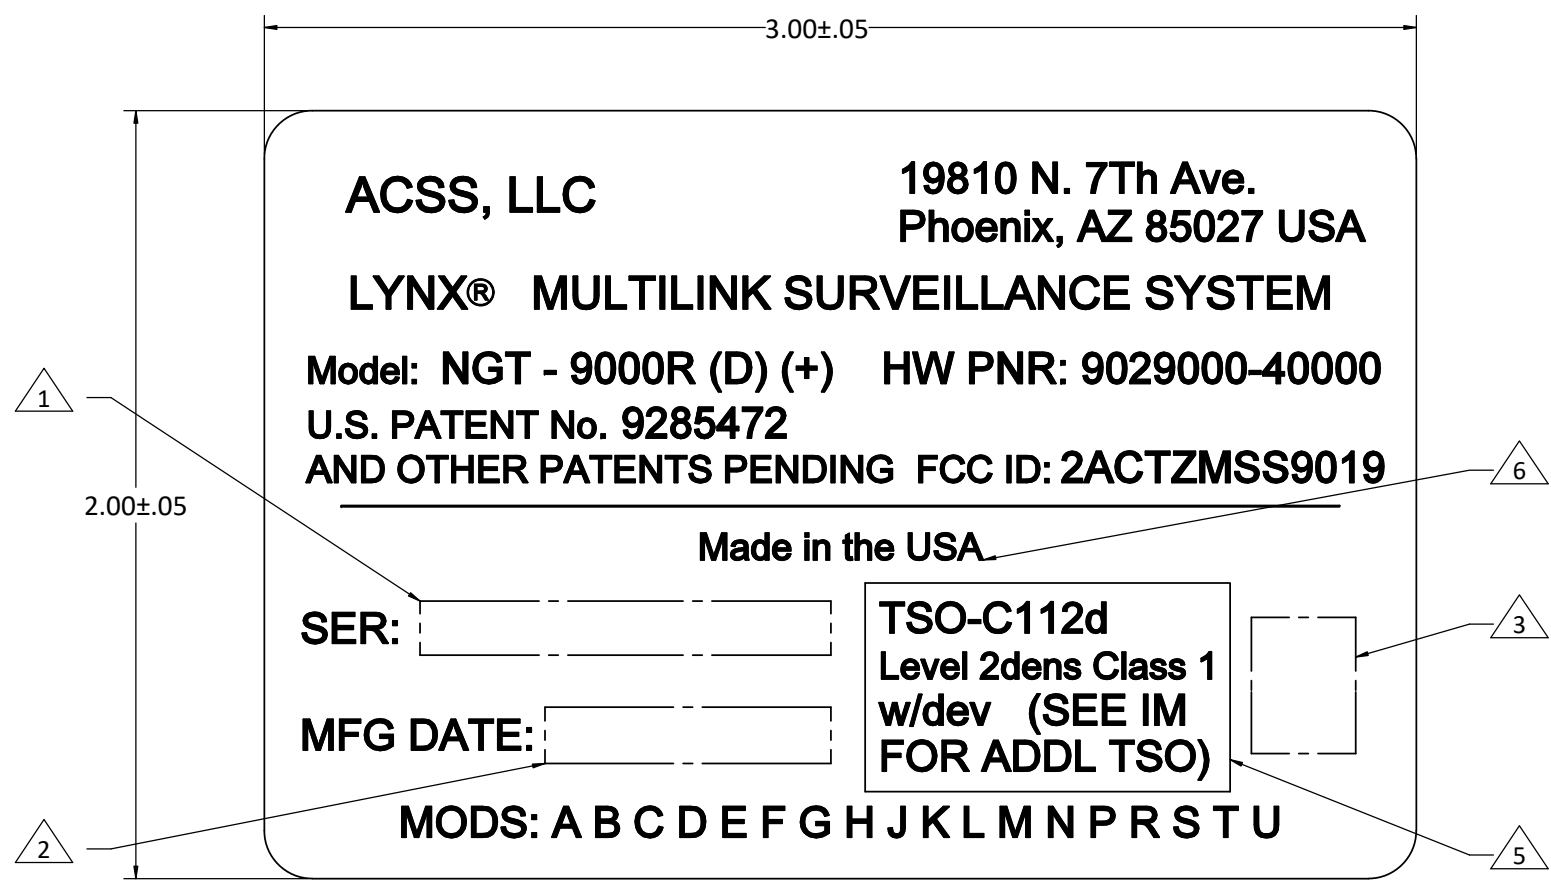 3.00±.05
ACSS, LLC
19810 N. 7Th Ave.
Phoenix, AZ 85027 USA
LYNX® MULTILINK SURVEILLANCE SYSTEM
Model: NGT - 9000R (D) (+) HW PNR: 9029000-40000
1
U.S. PATENT No. 9285472
AND OTHER PATENTS PENDING FCC ID: 2ACTZMSS9019
6
2.00±.05
Made in the USA
SER:
TSO-C112d
Level 2dens Class 1
w/dev (SEE IM
FOR ADDL TSO)
3
MFG DATE:
MODS: A B C D E F G H J K L M N P R S T U
2
5